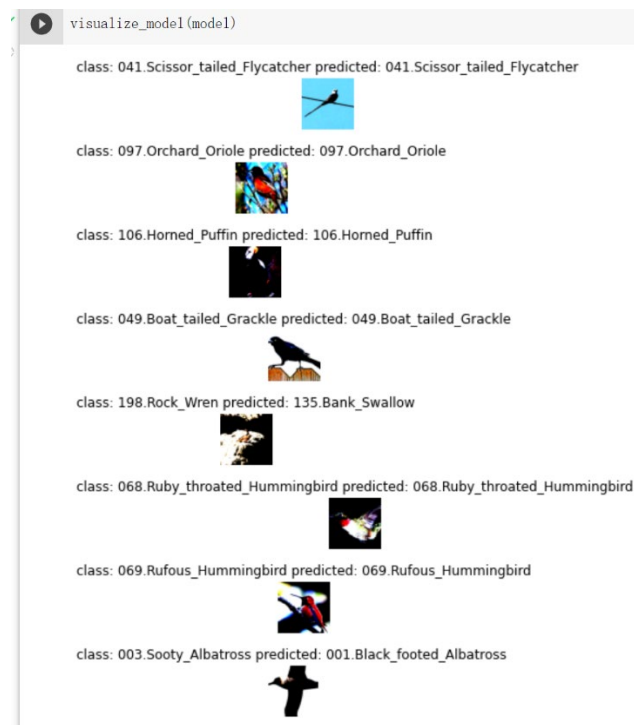 visualize_model(model)
class: 041.Scissor_tailed_Flycatcher predicted: 041.Scissor_tailed_Flycatcher
class: 097.Orchard_Oriole predicted: 097.Orchard_Oriole
class: 106.Horned_Puffin predicted: 106.Horned_Puffin
class: 049.Boat_tailed_Grackle predicted: 049.Boat_tailed_Grackle
class: 198.Rock_Wren predicted: 135.Bank_Swallow
class: 068.Ruby_throated_Hummingbird predicted: 068.Ruby_throated_Hummingbird
class: 069.Rufous_Hummingbird predicted: 069.Rufous_Hummingbird
class: 003.Sooty_Albatross predicted: 001.Black_footed_Albatross